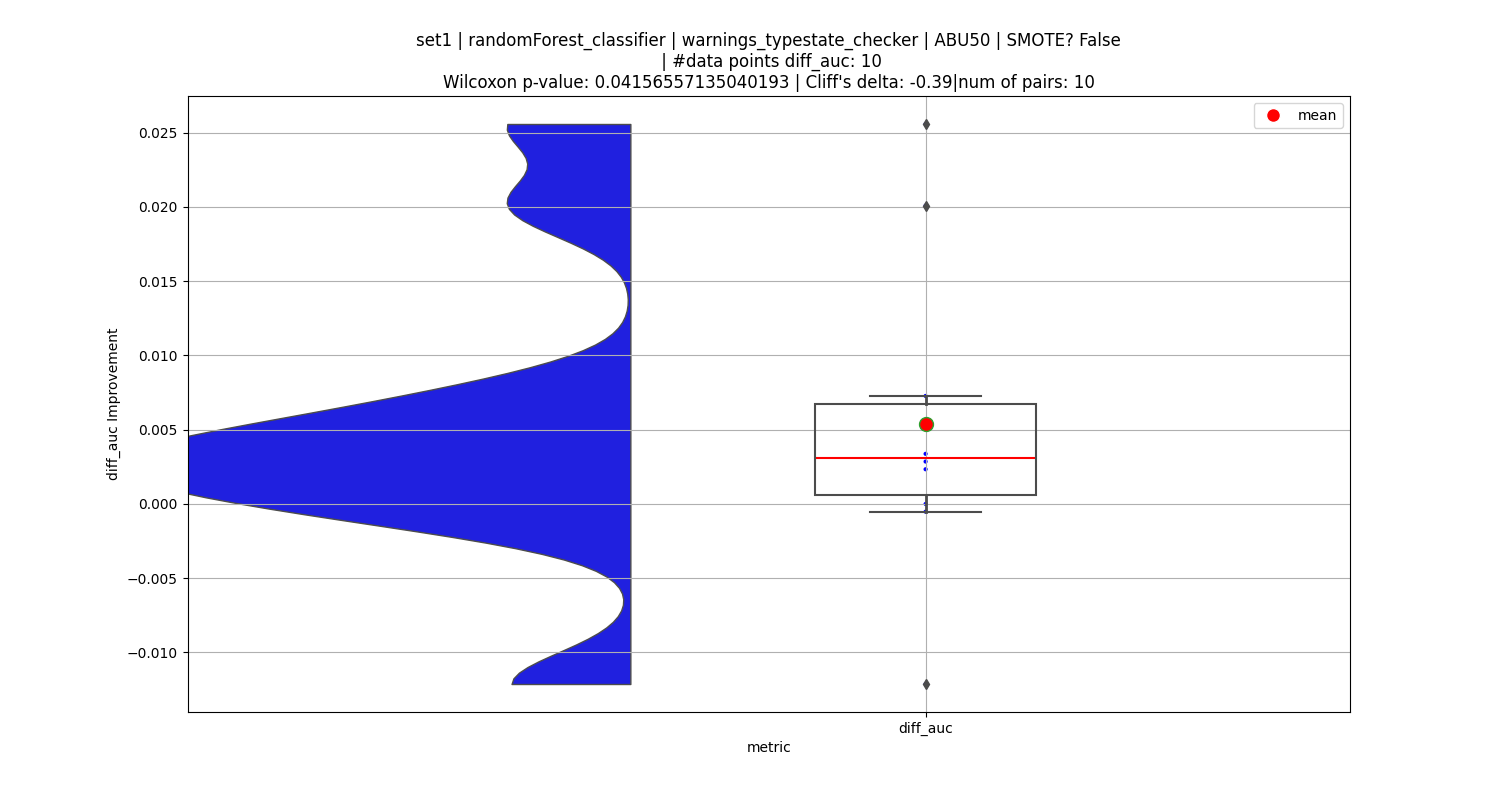 set1 | randomForest_classifier | warnings_typestate_checker | ABU50 | SMOTE? False
| #data points diff_auc: 10
Wilcoxon p-value: 0.04156557135040193 | Cliff's delta: -0.39|num of pairs: 10
mean
0.025
0.020
0.015
0.010
0.005
0.000
−0.005
−0.010
diff_auc Improvement
diff_auc
metric